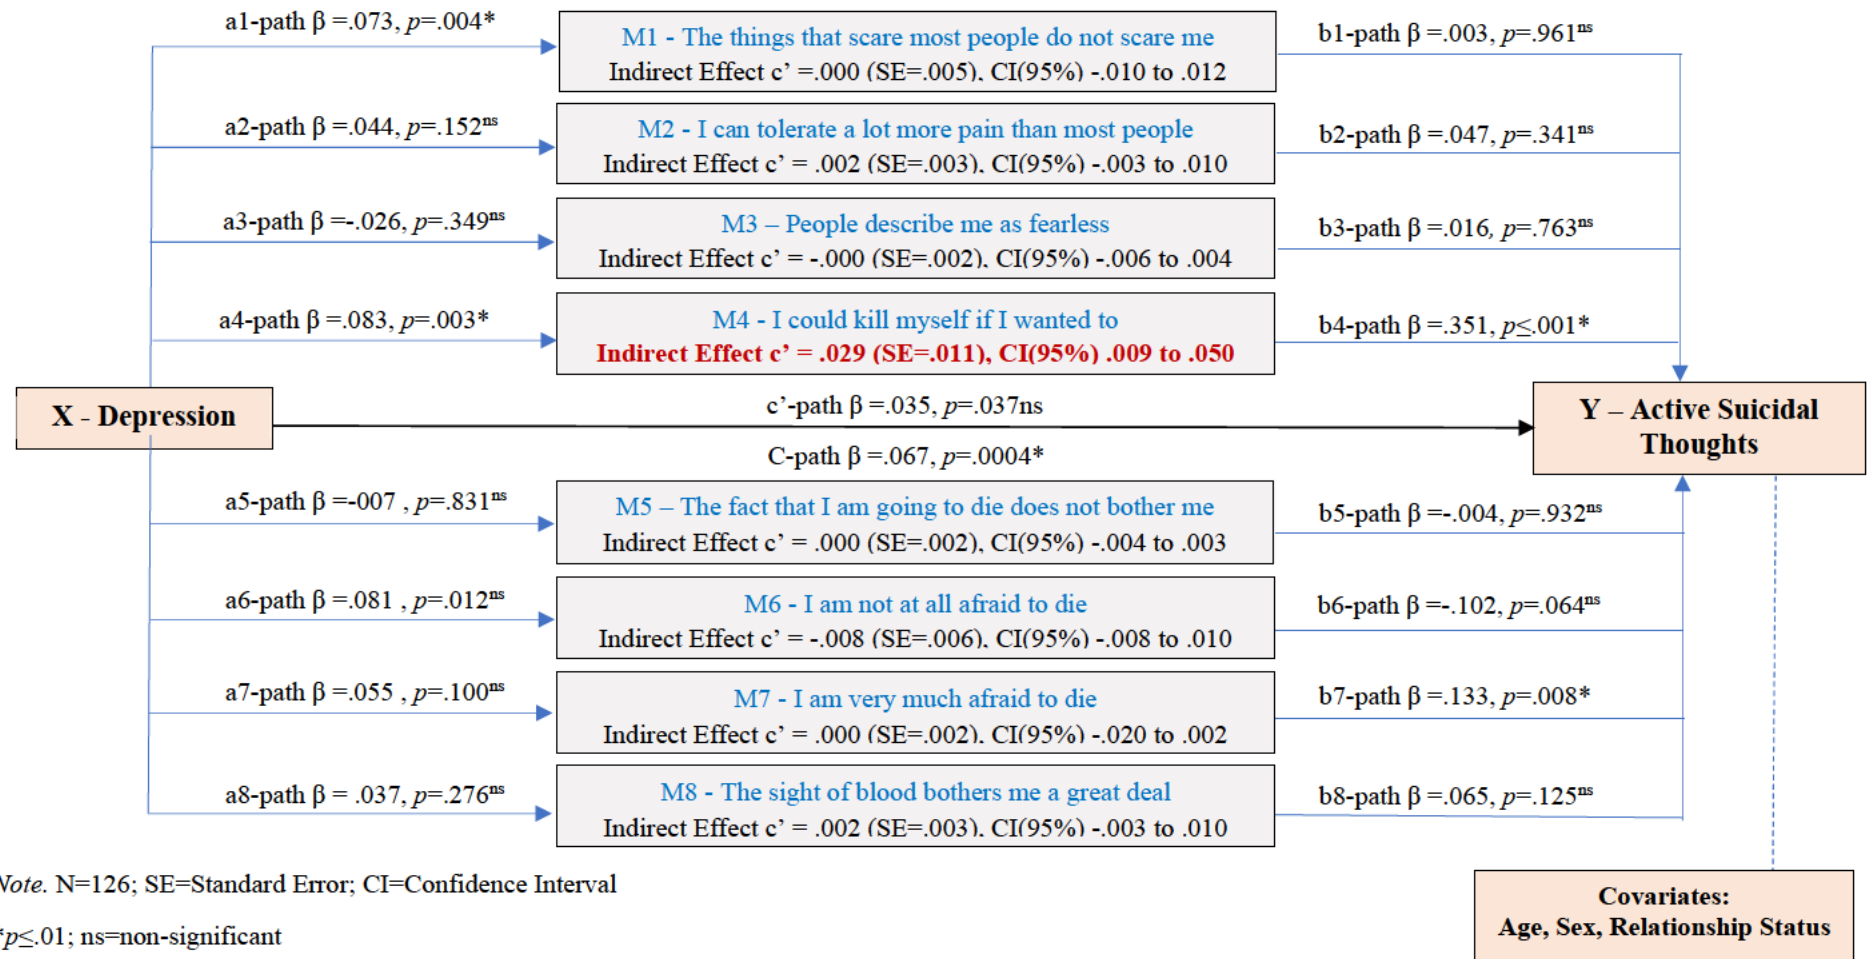 a1-path β =.073, p=.004*
M1 - The things that scare most people do not scare me
Indirect Effect c’ =.000 (SE=.005), CI(95%) -.010 to .012
b1-path β =.003, p=.961ns
a2-path β =.044, p=.152ns
M2 - I can tolerate a lot more pain than most people
Indirect Effect c’ = .002 (SE=.003), CI(95%) -.003 to .010
b2-path β =.047, p=.341ns
a3-path β =-.026, p=.349ns
M3 – People describe me as fearless
Indirect Effect c’ = -.000 (SE=.002), CI(95%) -.006 to .004
b3-path β =.016, p=.763ns
a4-path β =.083, p=.003*
M4 - I could kill myself if I wanted to
Indirect Effect c’ = .029 (SE=.011), CI(95%) .009 to .050
b4-path β =.351, p≤.001*
X - Depression
c’-path β =.035, p=.037ns
C-path β =.067, p=.0004*
Y – Active Suicidal
Thoughts
a5-path β =-007 , p=.831ns
M5 – The fact that I am going to die does not bother me
Indirect Effect c’ = .000 (SE=.002), CI(95%) -.004 to .003
b5-path β =-.004, p=.932ns
a6-path β =.081 , p=.012ns
M6 - I am not at all afraid to die
Indirect Effect c’ = -.008 (SE=.006), CI(95%) -.008 to .010
b6-path β =-.102, p=.064ns
a7-path β =.055 , p=.100ns
M7 - I am very much afraid to die
Indirect Effect c’ = .000 (SE=.002), CI(95%) -.020 to .002
b7-path β =.133, p=.008*
a8-path β = .037, p=.276ns
M8 - The sight of blood bothers me a great deal
Indirect Effect c’ = .002 (SE=.003), CI(95%) -.003 to .010
b8-path β =.065, p=.125ns
Note. N=126; SE=Standard Error; CI=Confidence Interval
*p≤.01; ns=non-significant
Covariates:
Age, Sex, Relationship Status